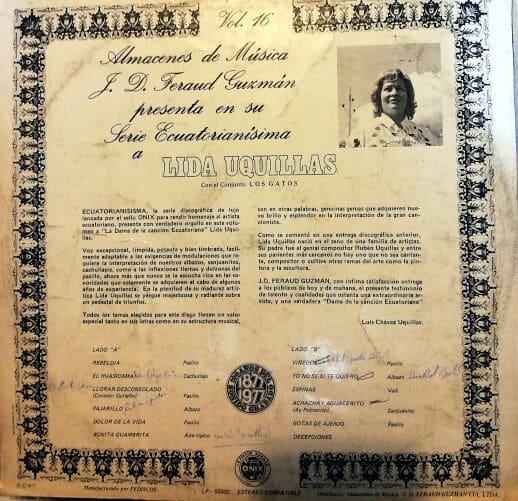 Vol. 16
Almacenes de Música
J. D. Feraud Guzmán
presenta en su
Serie Ecuatorianísima
a
LIDA UQUILLAS
Con el Conjunto LOS GATOS
ECUATORIANISIMA, la serie discográfica de lujo
lanzada por el sello ONIX para rendir homenaje al artista
ecuatoriano, presenta con verdadero orgullo en este volu-
men a "La Dama de la canción Ecuatoriana" Lida Uqui-
llas.
Voz excepcional, límpida, potente y bien timbrada, facil-
mente adaptable a las exigencias de modulaciones que re-
quiere la interpretación de nuestros albazos, sanjuanitos,
cachullapis, como a las inflexiones tiernas y dulzonas del
pasillo, ahora más que nunca se la escucha rica en las so-
noridades que solamente se adquieren al cabo de algunos
años de experiencia. En la plenitud de su madurez
artística Lida Uquillas se yergue majestuosa y radiante sobre
un pedestal de triunfos.
Todos los temas elegidos para este disco tienen un valor
especial tanto en sus letras como en su estructura musical,
son en otras palabras, genuinas gemas que adquieren nue-
vo brillo y esplendor en la interpretación de la gran can-
cionista.
Como se comentó en una entrega discográfica anterior,
Lida Uquillas nació en el seno de una familia de artistas.
Su padre fue el genial compositor Rubén Uquillas y entre
sus parientes más cercanos no hay uno que no sea cantan-
te, compositor o cultive otras ramas del arte como la pin-
tura y la escultura.
J.D. FERAUD GUZMAN, con íntima satisfacción entrega
a los públicos de hoy y de mañana, el presente testimonio
de talento y cualidades que ostenta una extraordinaria ar-
tista, y una verdadera "Dama de la canción Ecuatoriana".
Luis Chávez Uquillas.
LADO "A"
REBELDIA Pasillo
EL HUASICAMA Cachullapi
LLORAR DESCONSOLADO Pasillo
(Corazón Quiteño)
PAJARILLO Albazo
DOLOR DE LA VIDA Pasillo
BONITA GUAMBRITA Aire típico
1877
1977
LADO "B"
Pasillo
YO NO SE SI TE QUIERO Albazo
ESPINAS Vals
ACHACHAY AGUACERITO
(Ay Pobrecito) Sanjuanito
GOTAS DE AJENJO Pasillo
DECEPCIONES
ONIX
Manufacturado por FEDISCOS
LP-50300 ESTEREO COMPATIBLE
Distribuye: Almacenes de Música J. D. FERAUD GUZMAN CIA. LTDA.